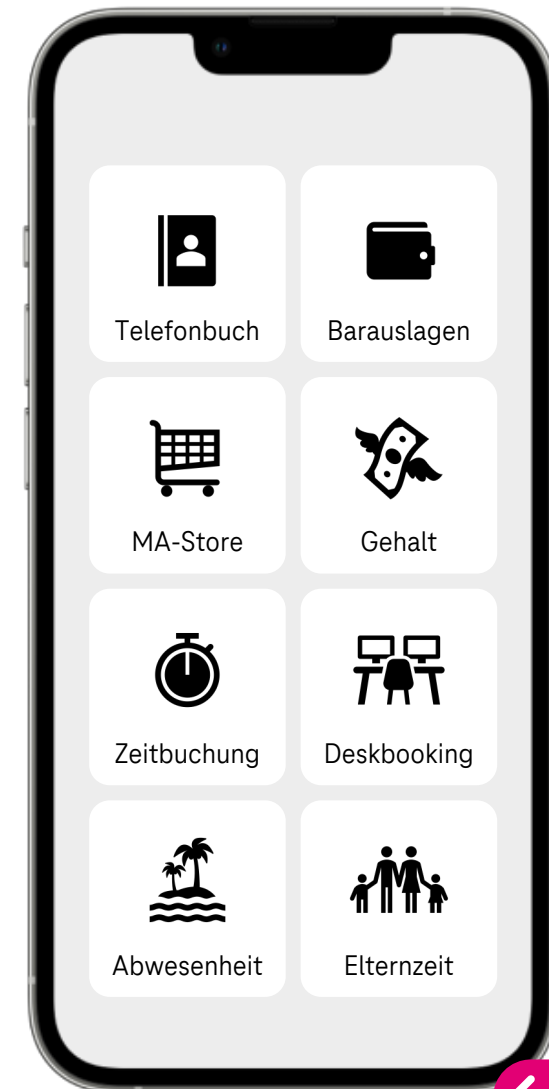 Telefonbuch
Barauslagen
MA-Store
Gehalt
Zeitbuchung
Deskbooking
Abwesenheit
Elternzeit